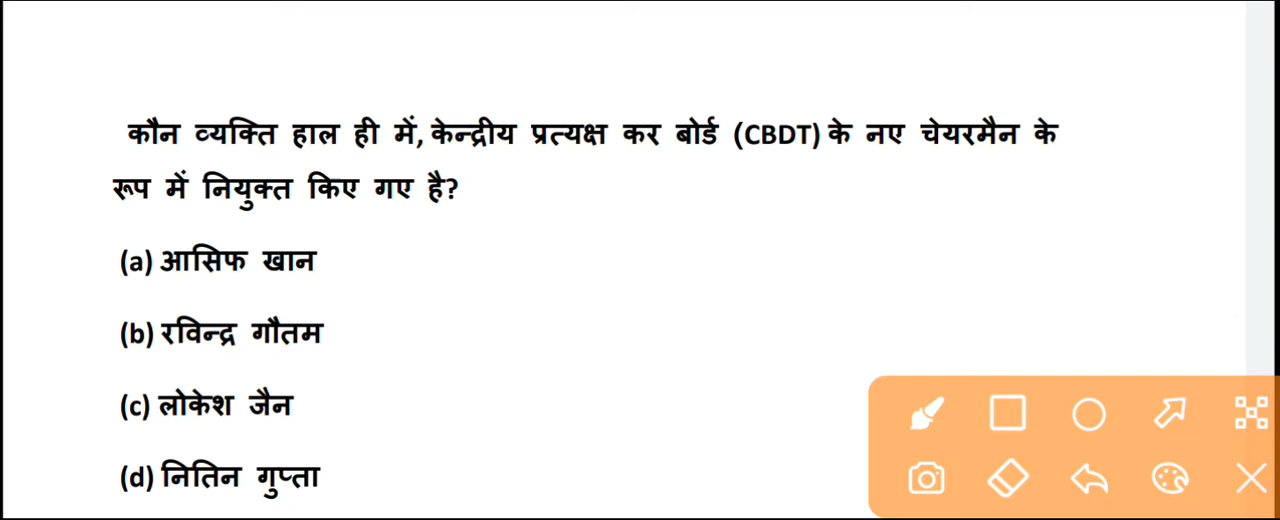 कौन व्यक्ति हाल ही में, केन्द्रीय प्रत्यक्ष कर बोर्ड (CBDT) के नए चेयरमैन के
रूप में नियुक्त किए गए है?
(a) आसिफ खान
(b) रविन्द्र गौतम
(c) लोकेश जैन
(d) नितिन गुप्ता